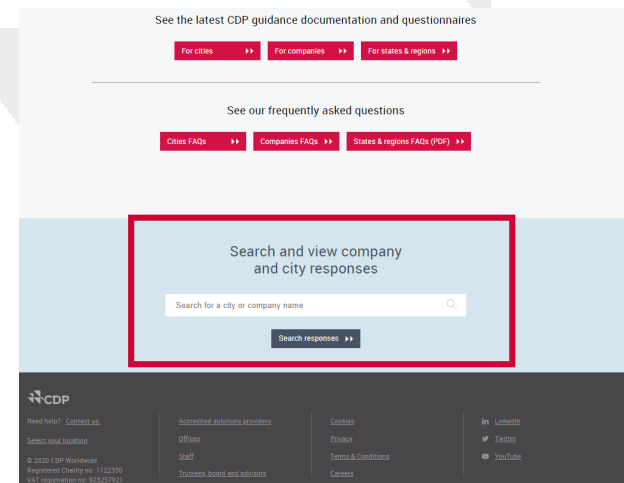 See the latest CDP guidance documentation and questionnaires
For cities
For companies
For states & regions
See our frequently asked questions
Cities FAQs
Companies FAQs
States & regions FAQs (PDF)
Search and view company
and city responses
Search for a city or company name
Search responses
CDP
Need help? Contact us.
Select your location
© 2020 CDP Worldwide
Registered Charity no. 1122330
VAT registration no: 923257921
Accredited solutions providers
Offices
Staff
Trustees, board and advisors
Cookies
Privacy
Terms & Conditions
Careers
LinkedIn
Twitter
YouTube